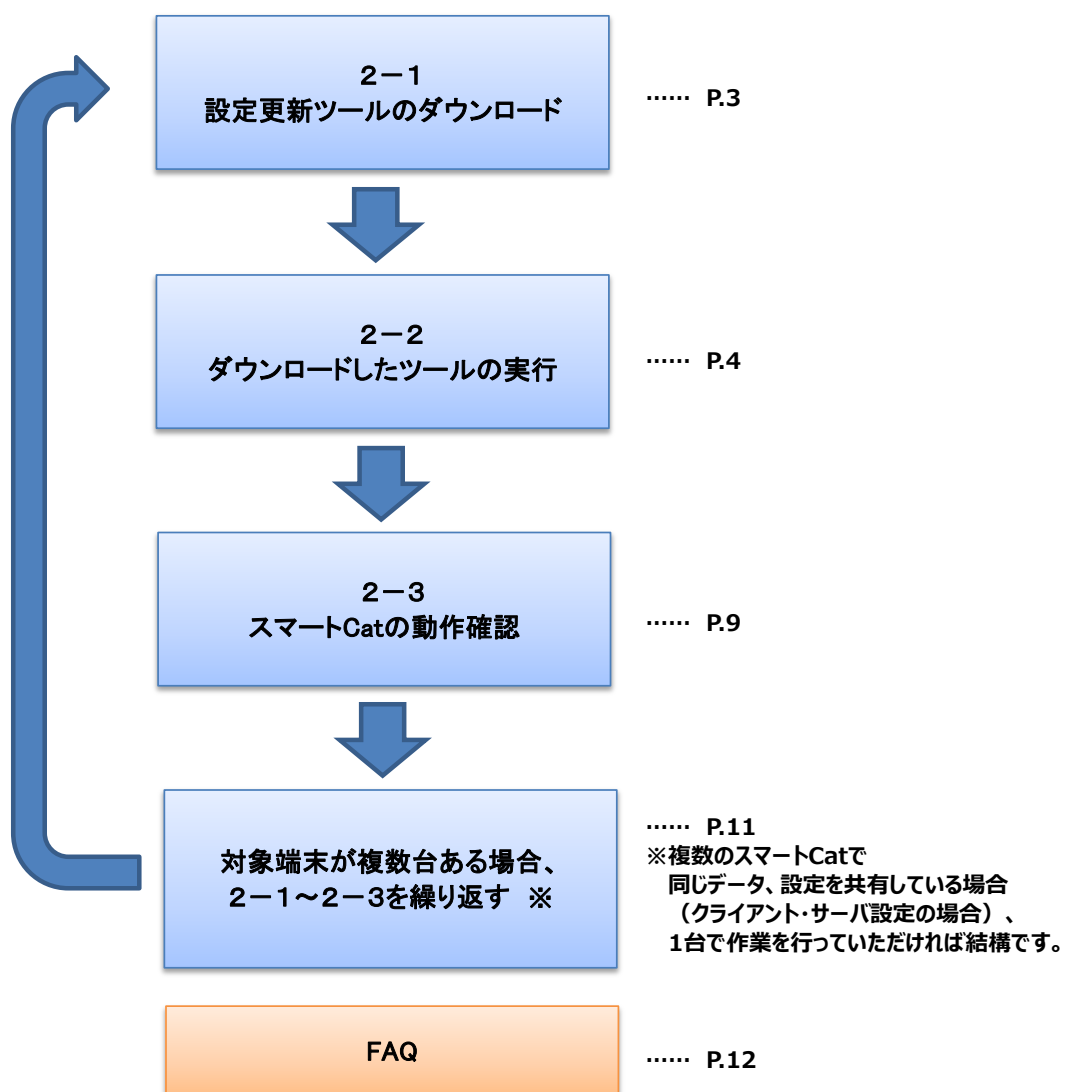 ２－１
設定更新ツールのダウンロード
…… P.3
２－２
ダウンロードしたツールの実行
…… P.4
２－３
スマートCatの動作確認
…… P.9
対象端末が複数台ある場合、
２－１～２－３を繰り返す ※
…… P.11
※複数のスマートCatで
同じデータ、設定を共有している場合
（クライアント・サーバ設定の場合）、
1台で作業を行っていただければ結構です。
FAQ
…… P.12